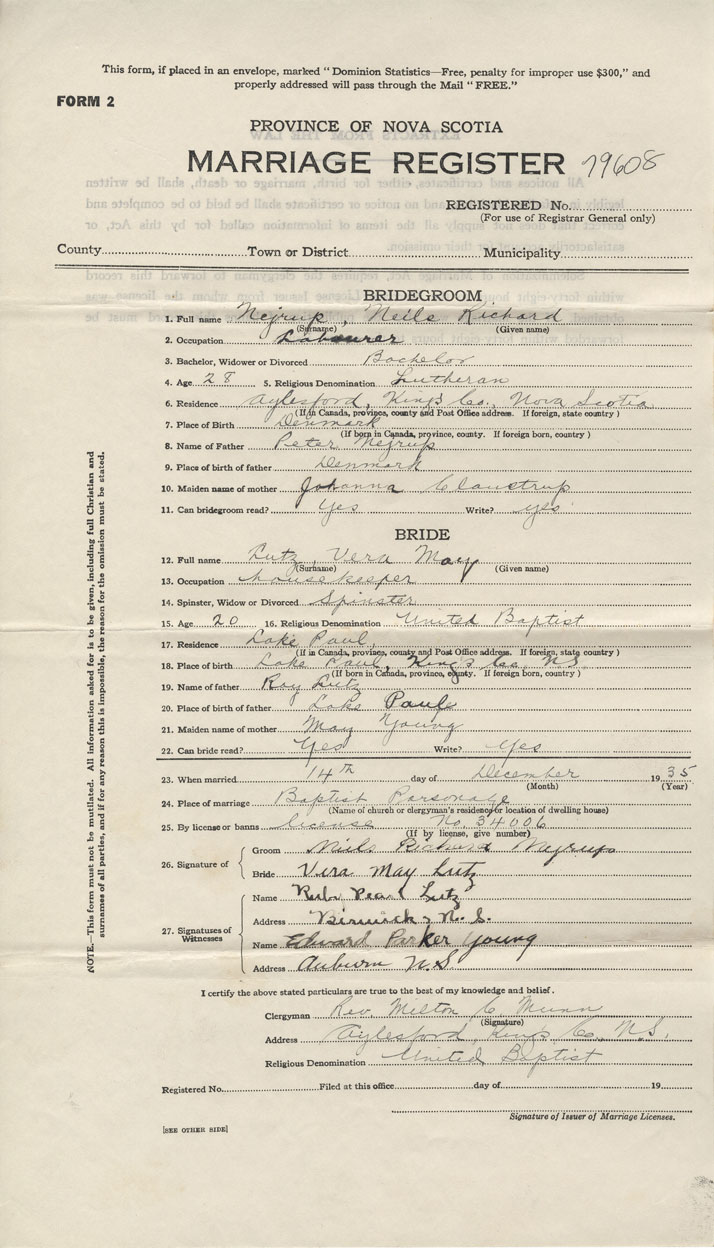 This form, if placed in an envelope, marked "Dominion Statistics—Free, penalty for improper use $300," and
properly addressed will pass through the Mail "FREE."
FORM 2
PROVINCE OF NOVA SCOTIA
MARRIAGE REGISTER 79608
REGISTERED No.
(For use of Registrar General only)
County Town or District Municipality
BRIDEGROOM
1. Full name Nejrup, Neils Richard
(Surname) (Given name)
2. Occupation Labourer
3. Bachelor, Widower or Divorced Bachelor
4. Age 28 5. Religious Denomination Lutheran
6. Residence Aylesford, Kings Co., Nova Scotia
(If in Canada, province, county and Post Office address. If foreign, state country)
7. Place of Birth Denmark
(If born in Canada, province, county. If foreign born, country)
8. Name of Father Peter Nejrup
9. Place of birth of father Denmark
10. Maiden name of mother Johanna Claustrup
11. Can bridegroom read? Yes Write? yes
BRIDE
12. Full name Lutz, Vera May
(Surname) (Given name)
13. Occupation housekeeper
14. Spinster, Widow or Divorced Spinster
15. Age 20 16. Religious Denomination United Baptist
17. Residence Lake Paul,
(If in Canada, province, county and Post Office address. If foreign, state country)
18. Place of birth Lake Paul, King's Co., N.S.
(If born in Canada, province, county. If foreign born, country)
19. Name of father Roy Lutz
20. Place of birth of father Lake Paul
21. Maiden name of mother May Young
22. Can bride read? Yes Write? Yes
23. When married 14th day of December 1935
(Month) (Year)
24. Place of marriage Baptist Parsonage
(Name of church or clergyman's residence or location of dwelling house)
25. By license or banns license No. 34006
(If by license, give number)
26. Signature of
Groom Niels Richard Nejrup
Bride Vera May Lutz
27. Signatures of Witnesses
Name Pearl Lutz
Address Berwick, N.S.
Name Edward Parker Young
Address Auburn N.S.
I certify the above stated particulars are true to the best of my knowledge and belief.
Clergyman Rev. Milton C. Munn
(Signature)
Address Aylesford, Kings Co., N.S.
Religious Denomination United Baptist
Registered No. Filed at this office day of 19
Signature of Issuer of Marriage Licenses.
[SEE OTHER SIDE]
NOTE.—This form must not be mutilated. All information asked for is to be given, including full Christian and
surnames of all parties, and if for any reason this is impossible, the reason for the omission must be stated.